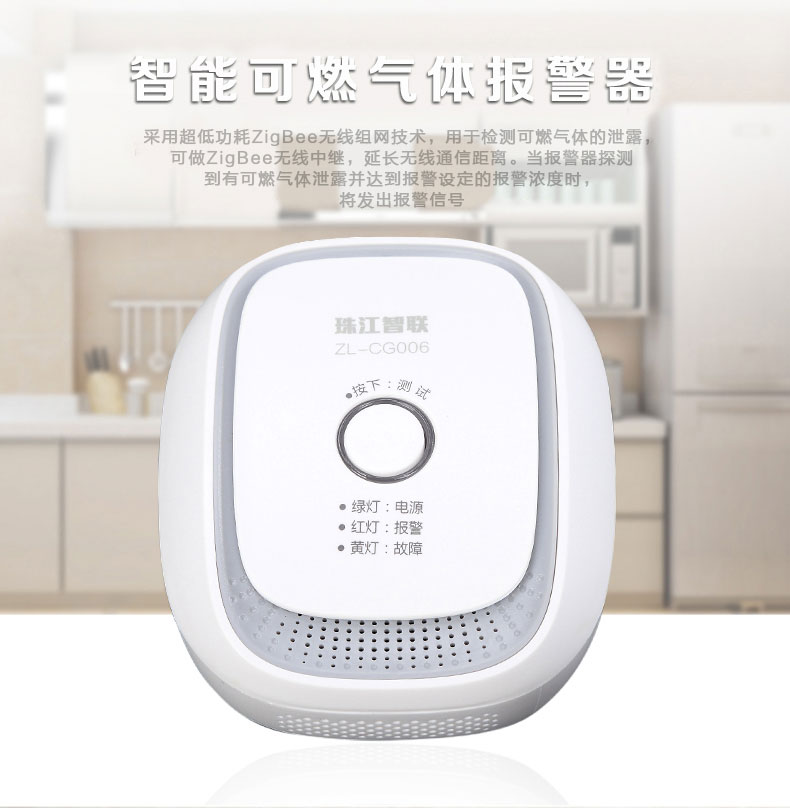 智能可燃气体报警器
采用超低功耗ZigBee无线组网技术，用于检测可燃气体的泄露，
可做ZigBee无线中继，延长无线通信距离。当报警器探测
到有可燃气体泄露并达到报警设定的报警浓度时，
将发出报警信号
珠江智联
ZL-CG006
●按下：测试
●绿灯：电源
●红灯：报警
●黄灯：故障